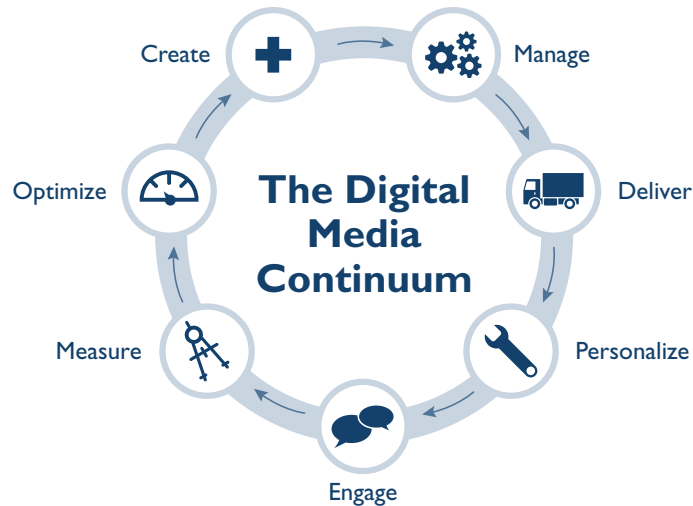 Create
Manage
Optimize
The Digital
Media
Continuum
Deliver
Measure
Personalize
Engage